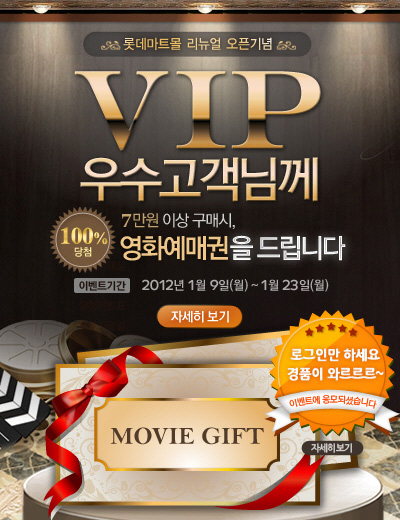 롯데마트몰 리뉴얼 오픈기념
VIP
우수고객님께
100%
당첨
7만원 이상 구매시,
영화예매권을 드립니다
이벤트기간 2012년 1월 9일(월) ~ 1월 23일(월)
자세히 보기
로그인만 하세요
경품이 와르르르~
이벤트에 응모되셨습니다
자세히보기
MOVIE GIFT